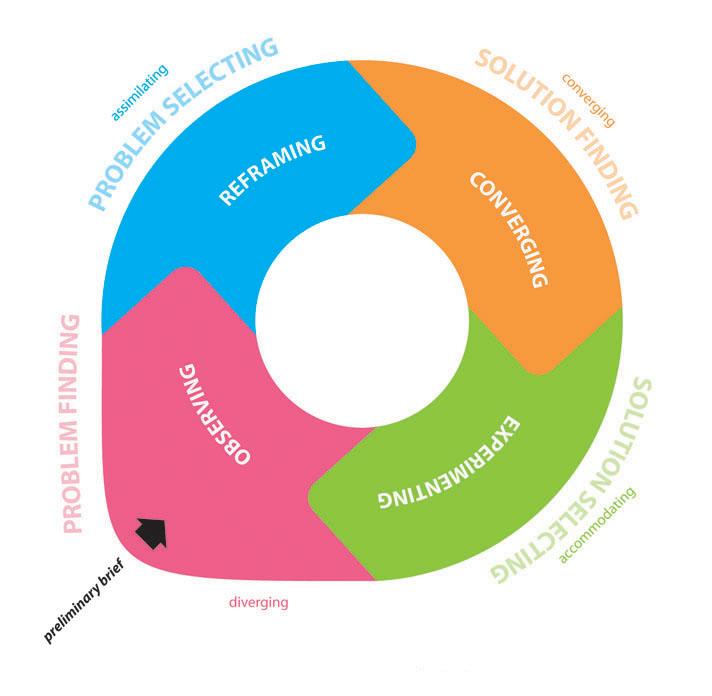 PROBLEM SELECTING
assimilating
REFRAMING
SOLUTION FINDING
converging
CONVERGING
SOLUTION SELECTING
accommodating
EXPERIMENTING
PROBLEM FINDING
OBSERVING
diverging
preliminary brief